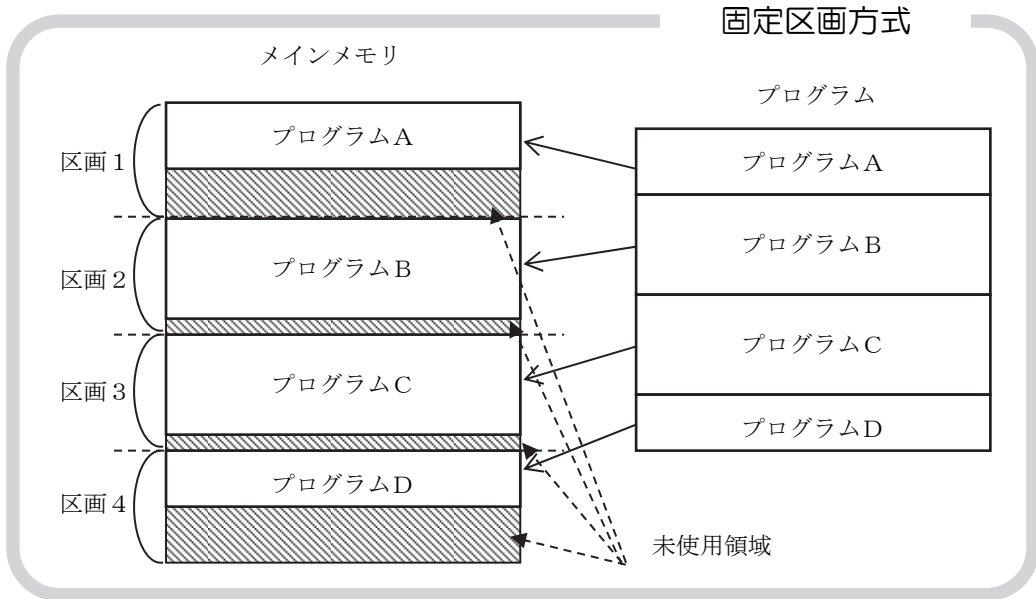 固定区画方式
メインメモリ
プログラム
区画１
プログラムＡ
プログラムＡ
区画２
プログラムＢ
プログラムＢ
区画３
プログラムＣ
プログラムＣ
区画４
プログラムＤ
プログラムＤ
未使用領域